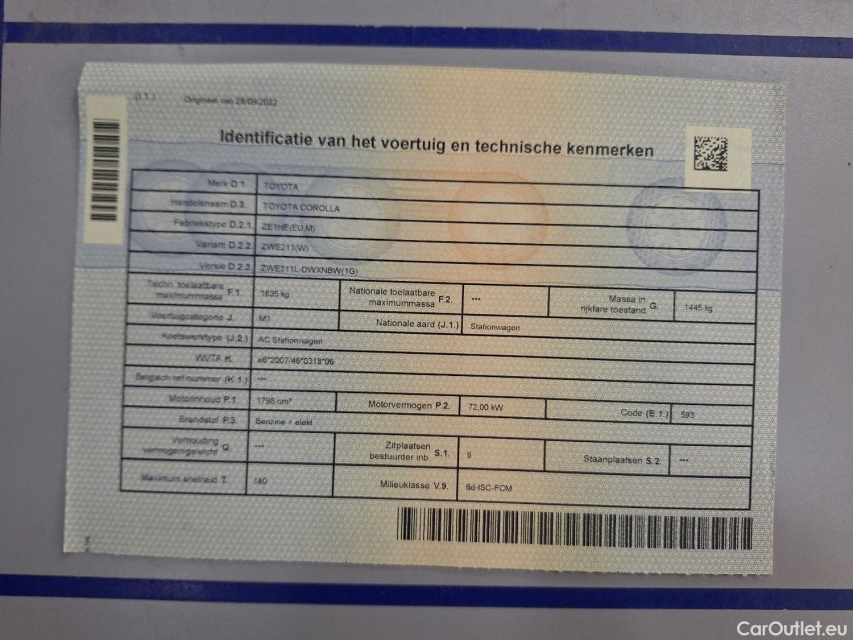 (I.1.) Origineel van 29.09.2022
Identificatie van het voertuig en technische kenmerken
Merk D.1. TOYOTA
Handelsnaam D.3. TOYOTA COROLLA
Fabriekstype D.2.1. ZE1HE(EU,M)
Variant D.2.2. ZWE211(W)
Versie D.2.3. ZWE211L-DWXNBW(1G)
Techn. toelaatbare maximummassa F.1. 1835 kg Nationale toelaatbare maximummassa F.2. --- Massa in rijklare toestand G. 1445 kg
Voertuigcategorie J. M1 Nationale aard (J.1.) Stationwagen
Koetswerktype (J.2.) AC Stationwagen
WVTA K. e6*2007/46*0318*06
Belgisch ref nummer (K.1.) ---
Motorinhoud P.1. 1798 cm³ Motorvermogen P.2. 72,00 kW Code (E.1.) 593
Brandstof P.3. Benzine + elekt
Verhouding vermogen/gewicht Q. --- Zitplaatsen bestuurder inb. S.1. 5 Staanplaatsen S.2. ---
Maximum snelheid T. 180 Milieuklasse V.9. 6d-ISC-FCM
CarOutlet.eu